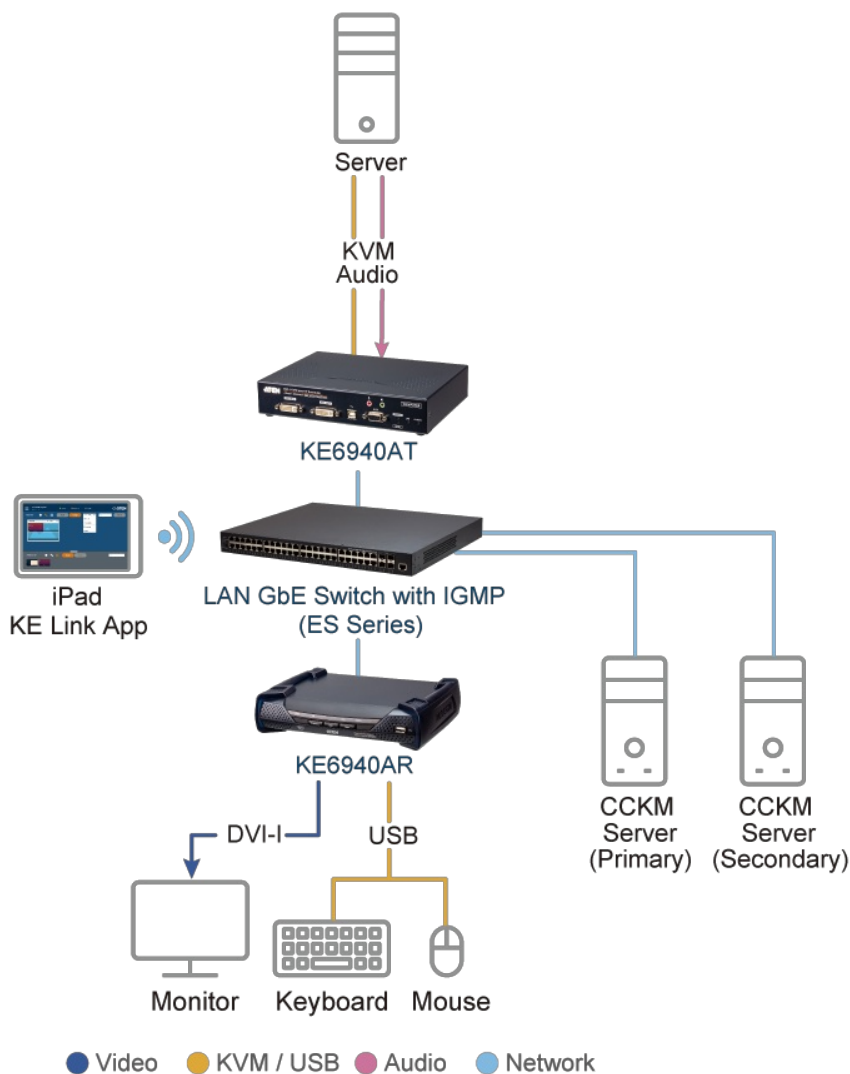 Server
KVM
Audio
ATEN
KE6940AT
iPad
KE Link App
LAN GbE Switch with IGMP
(ES Series)
KE6940AR
DVI-I
USB
CCKM
Server
(Primary)
CCKM
Server
(Secondary)
Monitor
Keyboard
Mouse
Video
KVM / USB
Audio
Network